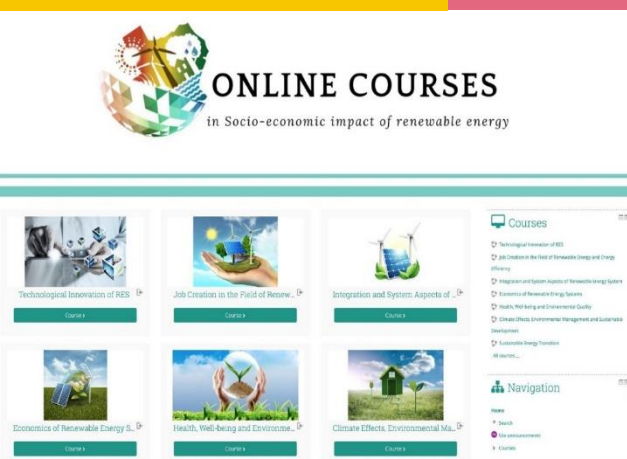 ONLINE COURSES
in Socio-economic impact of renewable energy
Technological Innovation of RES
Course
Job Creation in the Field of Renew...
Course
Integration and System Aspects of ...
Course
Economics of Renewable Energy S...
Course
Health, Well-being and Environme...
Course
Climate Effects, Environmental Ma...
Course
Courses
Technological Innovation of RES
Job Creation in the Field of Renewable Energy and Energy
Efficiency
Integration and System Aspects of Renewable Energy System
Economics of Renewable Energy Systems
Health, Well-being and Environmental Quality
Climate Effects, Environmental Management and Sustainable
Development
Sustainable Energy Transition
All courses ...
Navigation
Home
Search
Site announcements
Courses